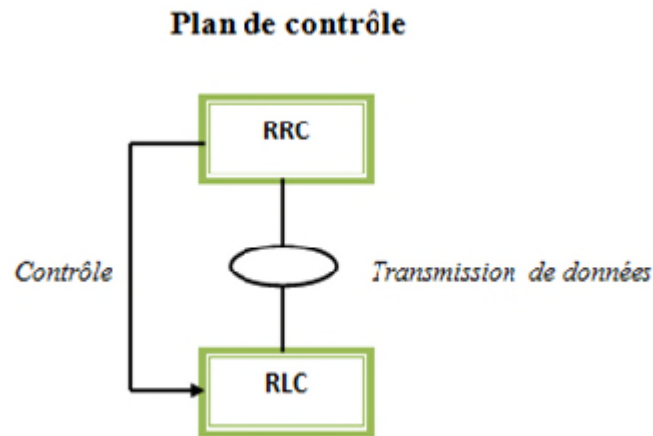 Plan de contrôle
RRC
Contrôle
Transmission de données
RLC